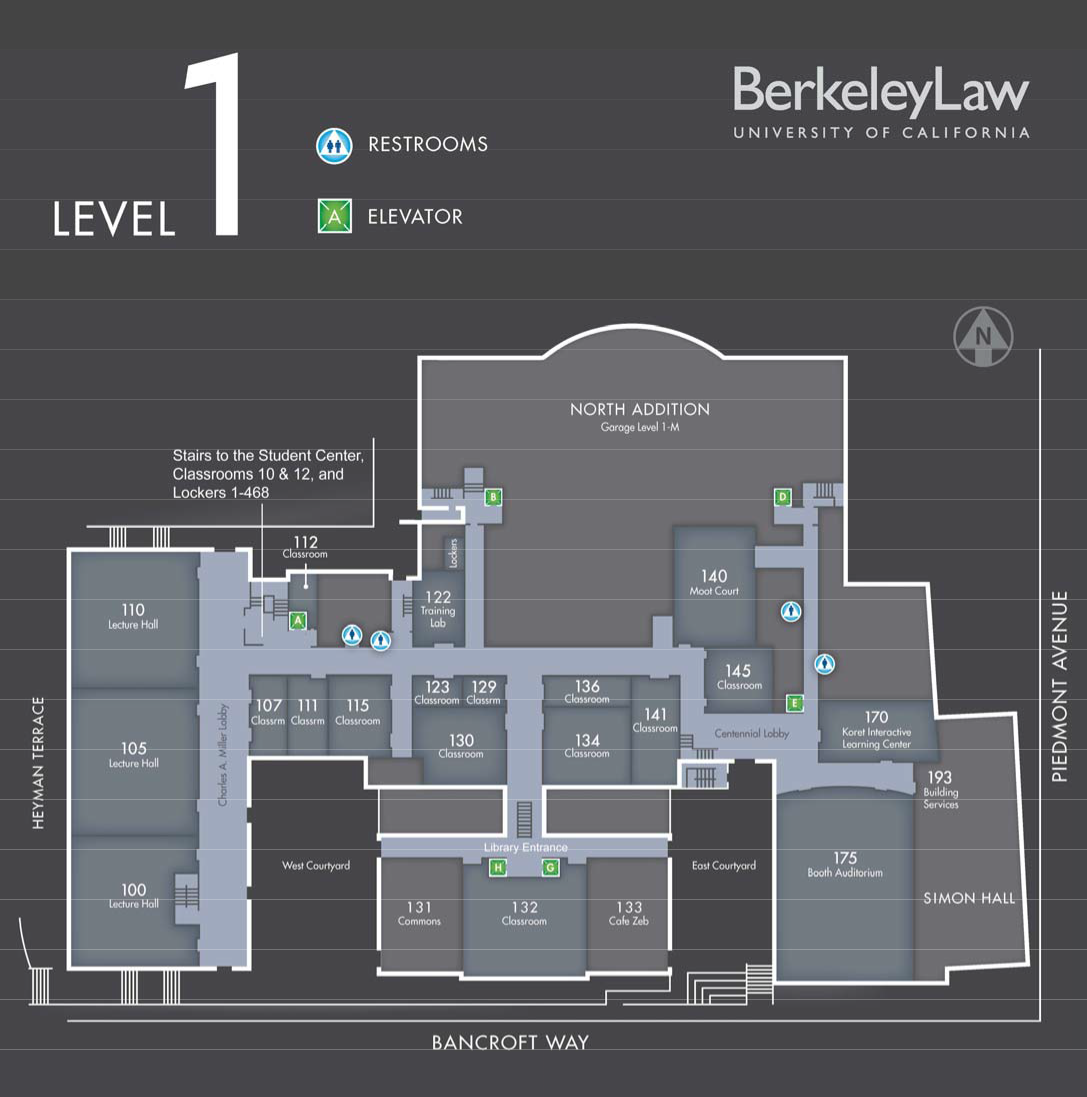 LEVEL 1
RESTROOMS
A
ELEVATOR
BerkeleyLaw
UNIVERSITY OF CALIFORNIA
N
NORTH ADDITION
Garage Level 1-M
Stairs to the Student Center,
Classrooms 10 & 12, and
Lockers 1-468
B
D
112
Classroom
Lockers
110
Lecture Hall
A
122
Training
Lab
140
Moot Court
145
Classroom
E
107
Classrm
111
Classrm
115
Classroom
123
Classroom
129
Classrm
130
Classroom
136
Classroom
134
Classroom
141
Classroom
Centennial Lobby
170
Koret Interactive
Learning Center
105
Lecture Hall
Charles A. Miller Lobby
193
Building
Services
HEYMAN TERRACE
PIEDMONT AVENUE
Library Entrance
H
G
West Courtyard
East Courtyard
100
Lecture Hall
131
Commons
132
Classroom
133
Cafe Zeb
175
Booth Auditorium
SIMON HALL
BANCROFT WAY